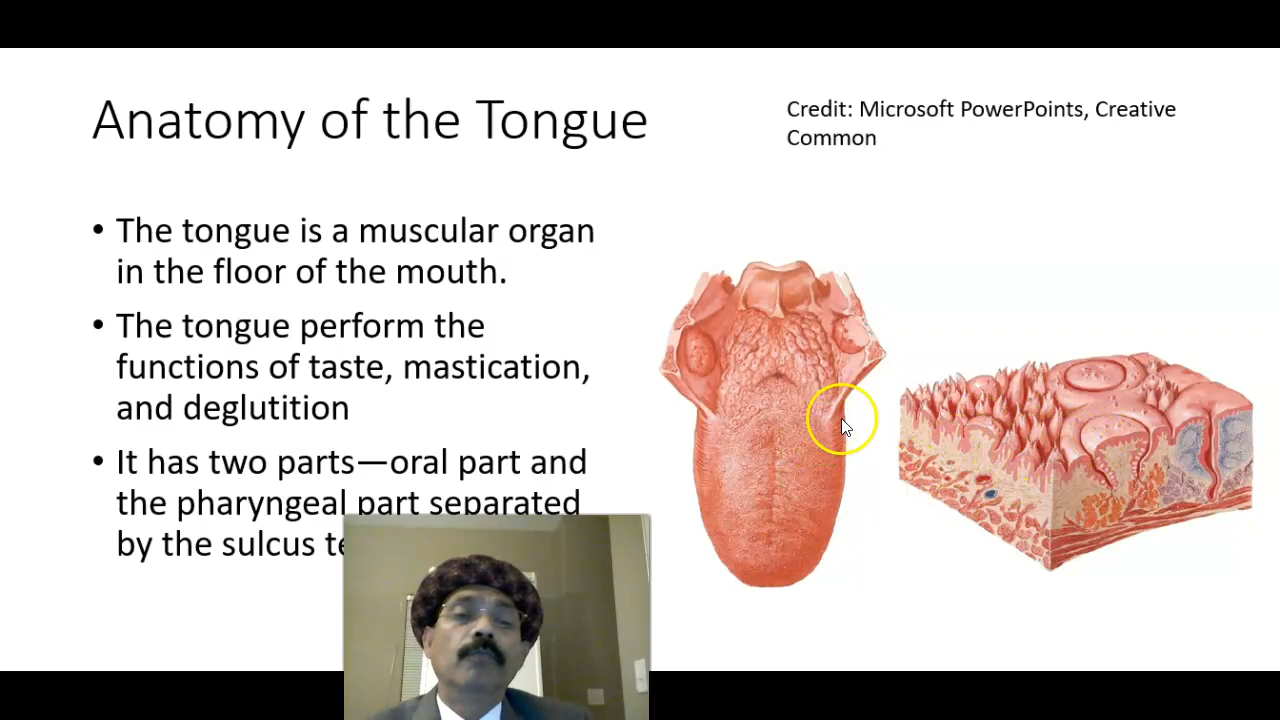 Anatomy of the Tongue
Credit: Microsoft PowerPoints, Creative
Common
• The tongue is a muscular organ
in the floor of the mouth.
• The tongue perform the
functions of taste, mastication,
and deglutition
• It has two parts—oral part and
the pharyngeal part separated
by the sulcus